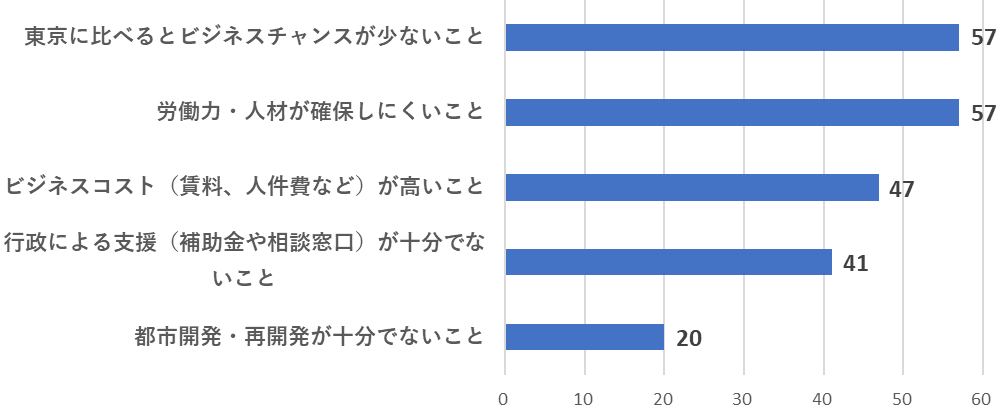 東京に比べるとビジネスチャンスが少ないこと
57
労働力・人材が確保しにくいこと
57
ビジネスコスト（賃料、人件費など）が高いこと
47
行政による支援（補助金や相談窓口）が十分でな
いこと
41
都市開発・再開発が十分でないこと
20
0 10 20 30 40 50 60